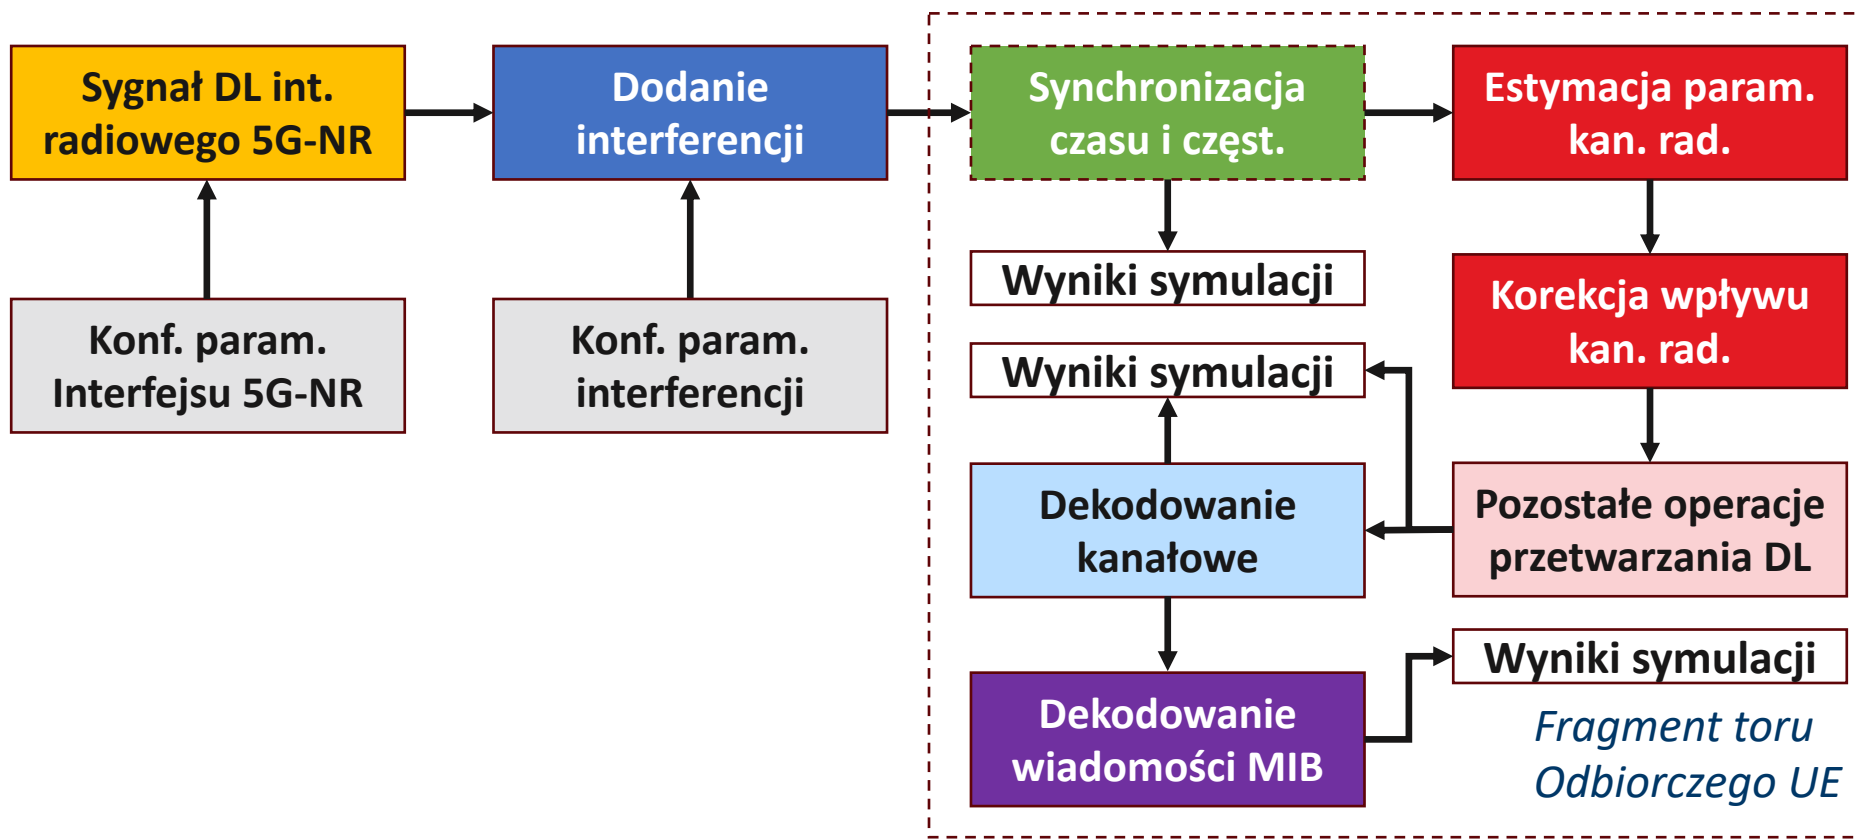 Sygnał DL int.
radiowego 5G-NR
Dodanie
interferencji
Synchronizacja
czasu i częst.
Estymacja param.
kan. rad.
Konf. param.
Interfejsu 5G-NR
Konf. param.
interferencji
Wyniki symulacji
Korekcja wpływu
kan. rad.
Wyniki symulacji
Dekodowanie
kanałowe
Pozostałe operacje
przetwarzania DL
Wyniki symulacji
Dekodowanie
wiadomości MIB
Fragment toru
Odbiorczego UE